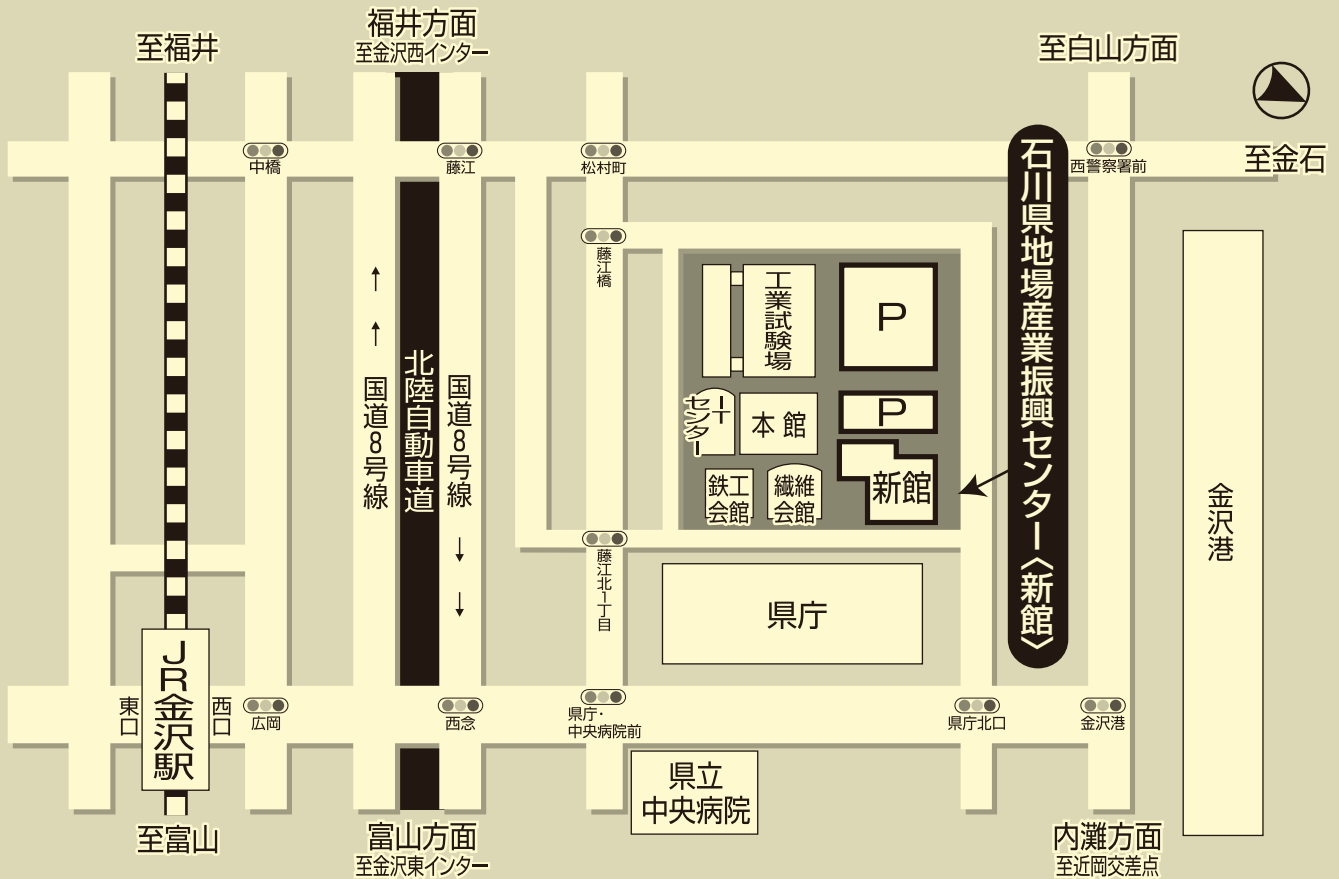 至福井
福井方面
至金沢西インター
至白山方面
中橋
藤江
松村町
西警察署前
至金石
石川県地場産業振興センター〈新館〉
藤江橋
工業試験場
P
P
本館
新館
鉄工
会館
繊維
会館
ITセンター
国道8号線
北陸自動車道
国道8号線
金沢港
藤江北1丁目
県庁
JR金沢駅
東口
西口
広岡
西念
県庁・
中央病院前
県庁北口
金沢港
県立
中央病院
至富山
富山方面
至金沢東インター
内灘方面
至近岡交差点